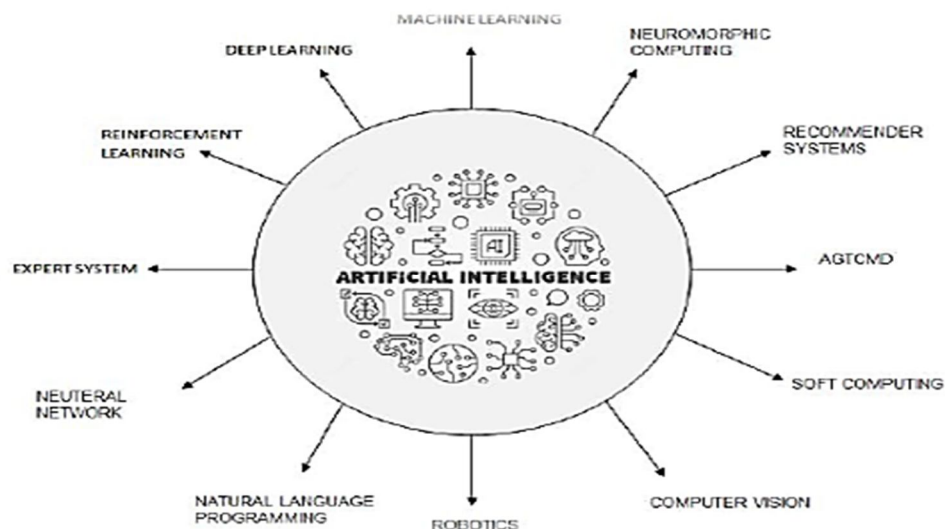 MACHINE LEARNING
NEUROMORPHIC
COMPUTING
DEEP LEARNING
RECOMMENDER
SYSTEMS
REINFORCEMENT
LEARNING
AI
ARTIFICIAL INTELLIGENCE
EXPERT SYSTEM
AGTCMD
SOFT COMPUTING
NEUTERAL
NETWORK
NATURAL LANGUAGE
PROGRAMMING
COMPUTER VISION
ROBOTICS